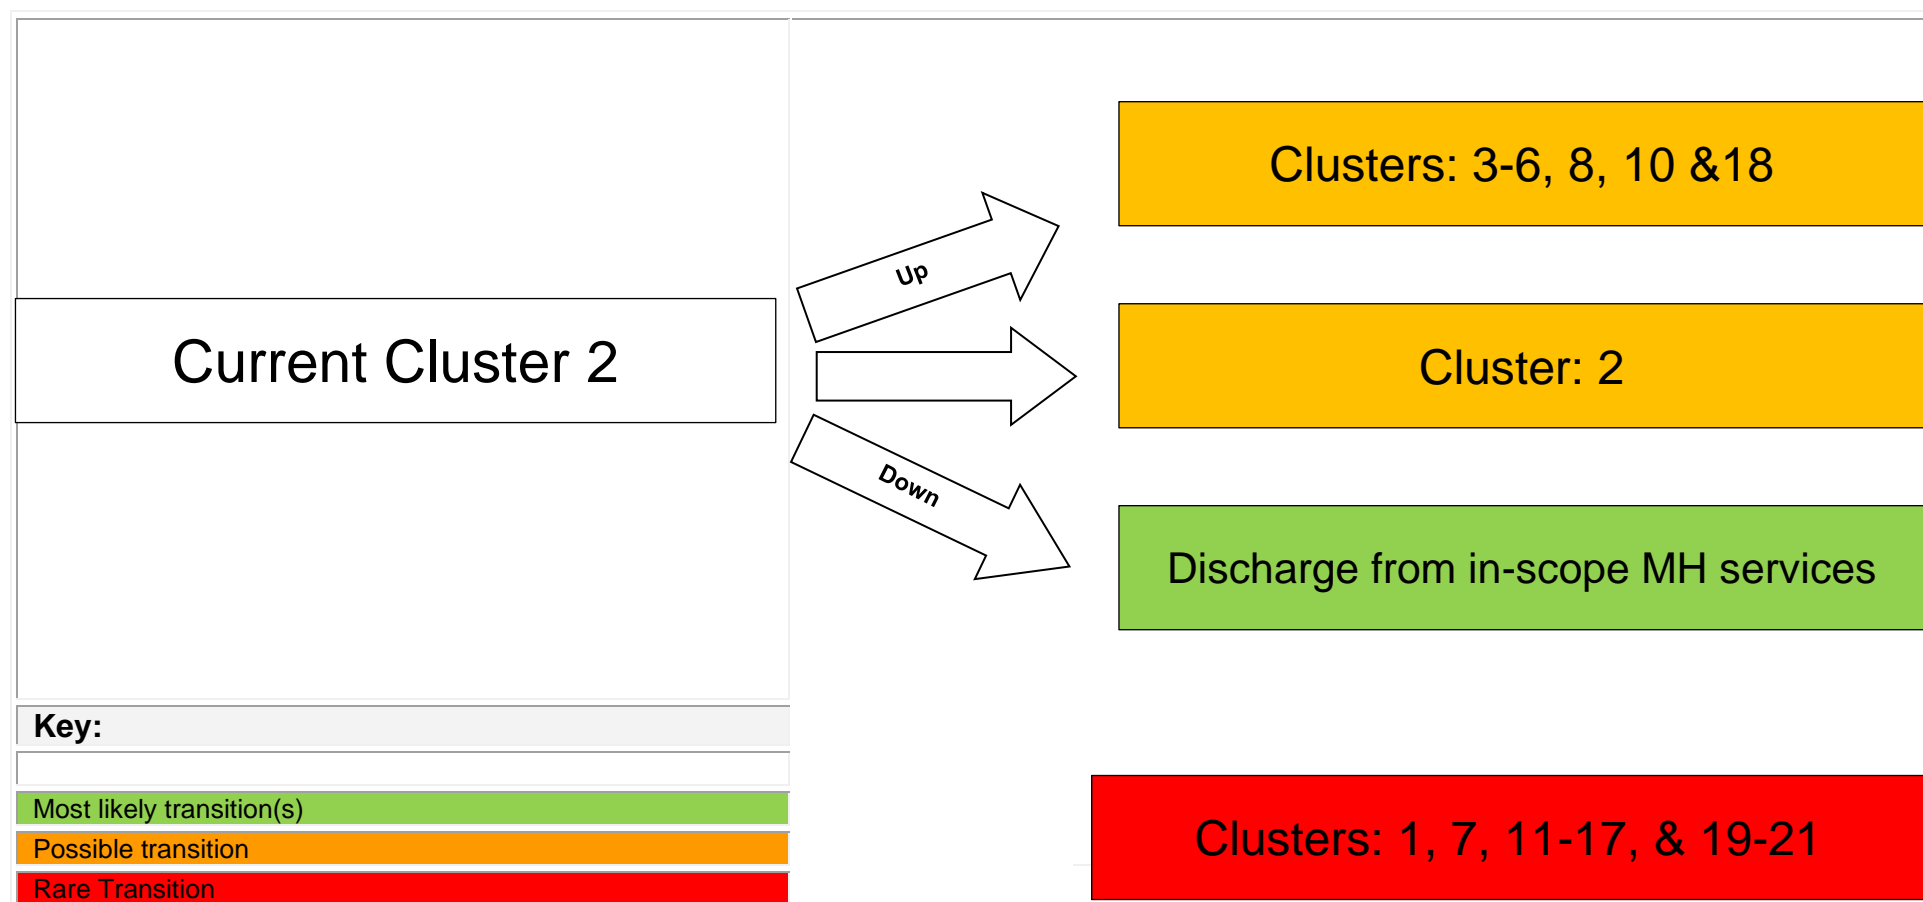 Clusters: 3-6, 8, 10 &18
Up
Current Cluster 2
Cluster: 2
Down
Discharge from in-scope MH services
Key:
Most likely transition(s)
Possible transition
Rare Transition
Clusters: 1, 7, 11-17, & 19-21